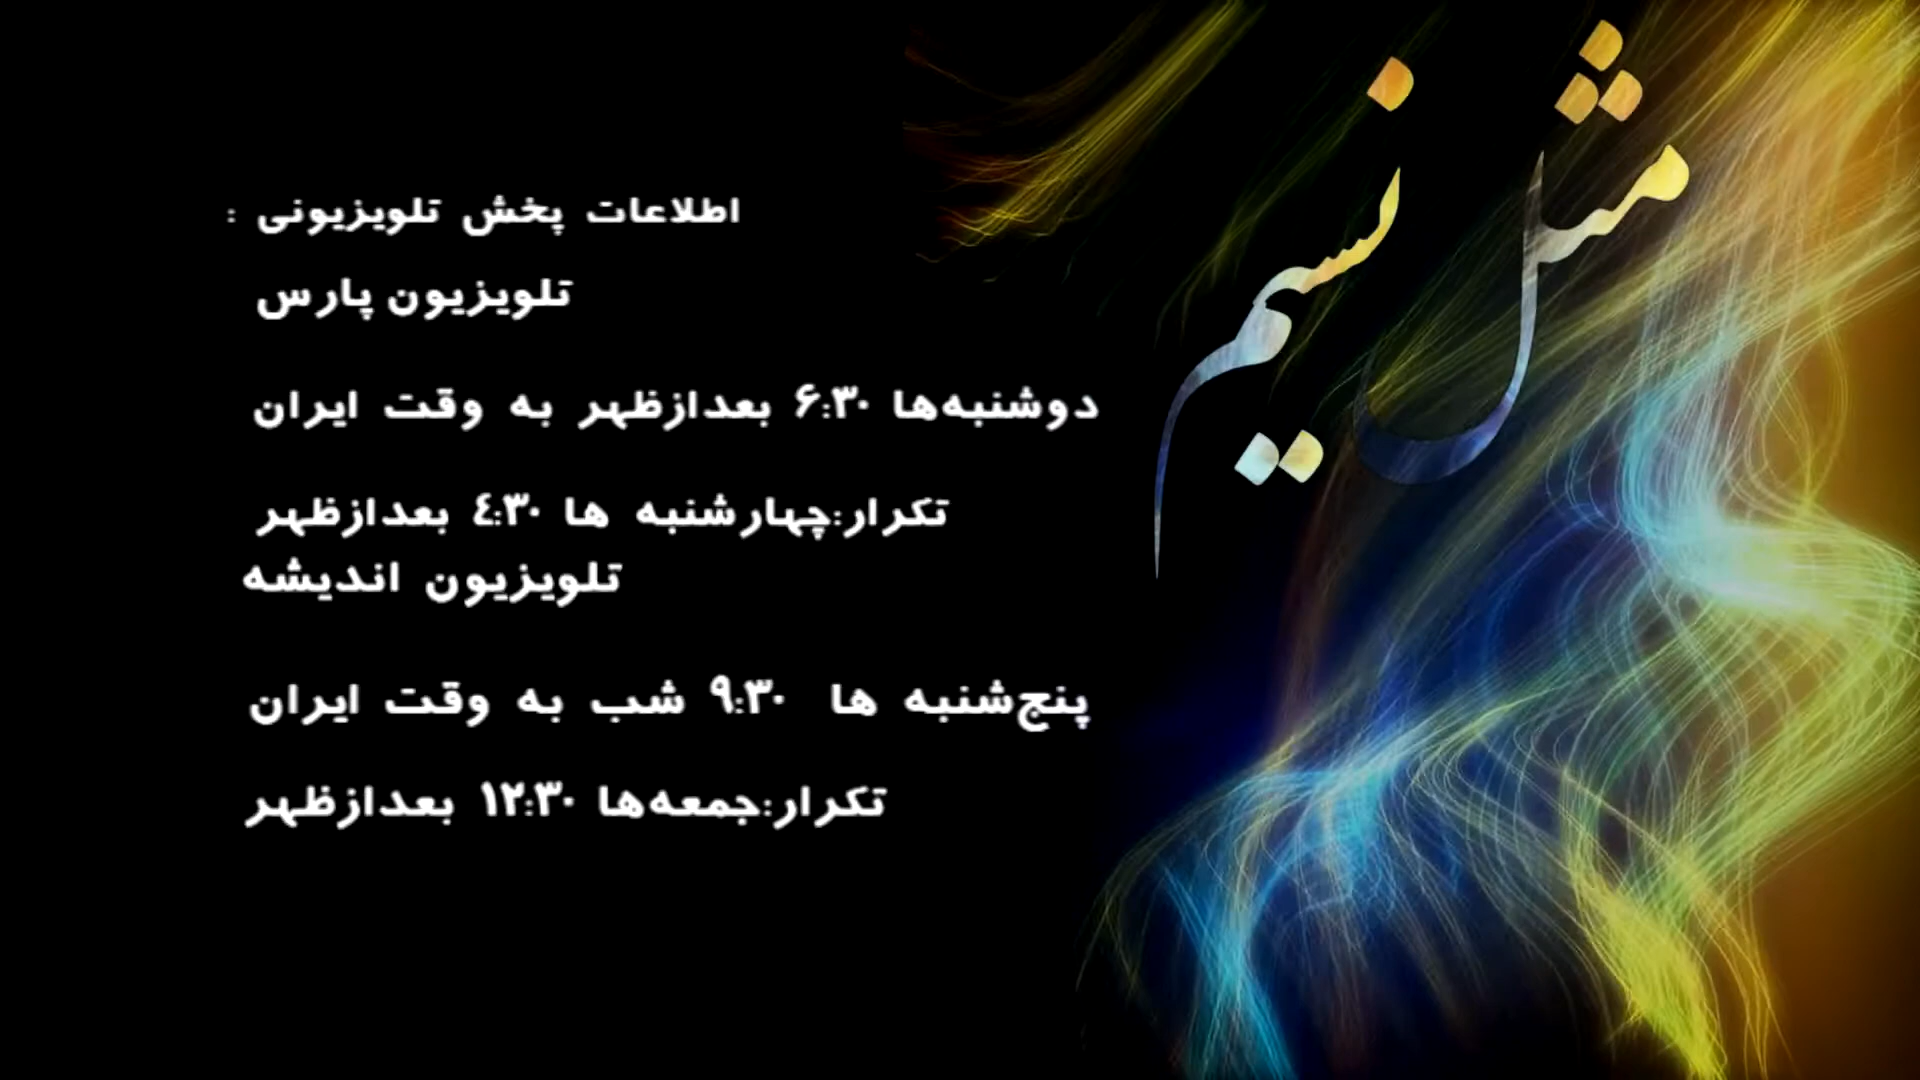 مثل نسیم
اطلاعات پخش تلویزیونی :
تلویزیون پارس
دوشنبه‌ها ۶:۳۰ بعدازظهر به وقت ایران
تکرار:چهارشنبه ها ٤:۳۰ بعدازظهر
تلویزیون اندیشه
پنج‌شنبه ها ۹:۳۰ شب به وقت ایران
تکرار:جمعه‌ها ۱۲:۳۰ بعدازظهر